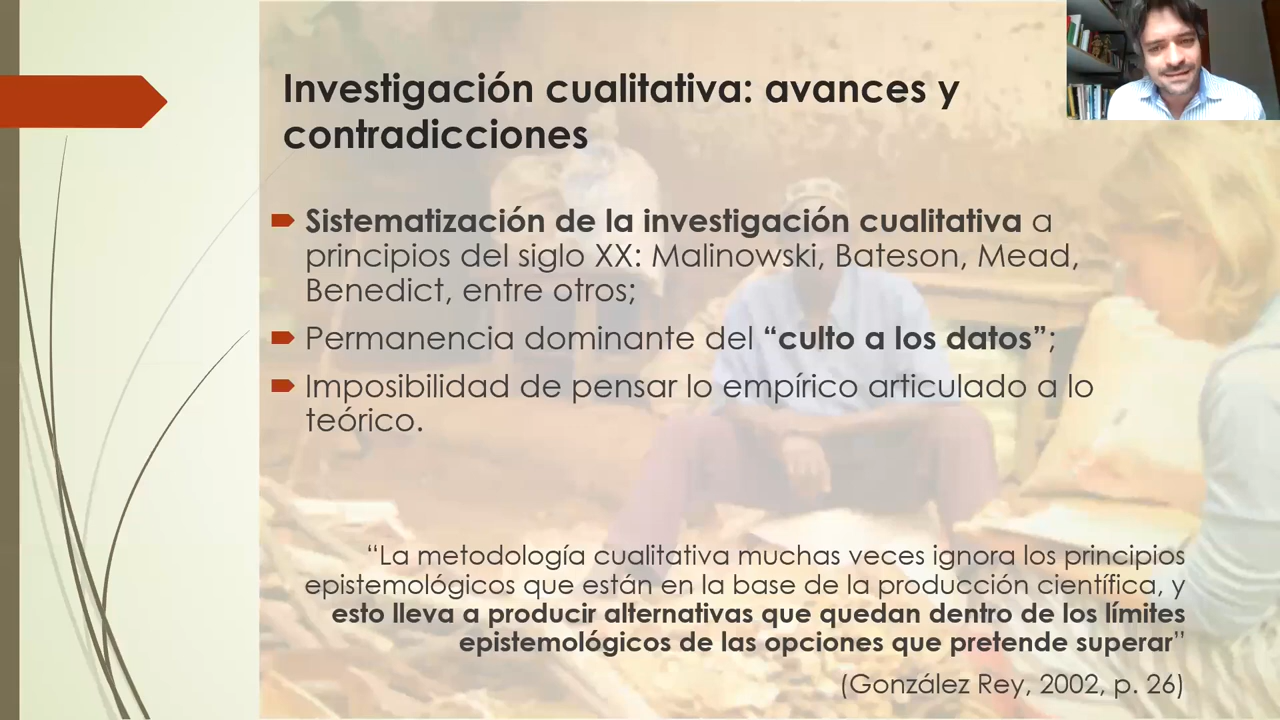 Investigación cualitativa: avances y
contradicciones
Sistematización de la investigación cualitativa a
principios del siglo XX: Malinowski, Bateson, Mead,
Benedict, entre otros;
Permanencia dominante del “culto a los datos”;
Imposibilidad de pensar lo empírico articulado a lo
teórico.
“La metodología cualitativa muchas veces ignora los principios
epistemológicos que están en la base de la producción científica, y
esto lleva a producir alternativas que quedan dentro de los límites
epistemológicos de las opciones que pretende superar”
(González Rey, 2002, p. 26)